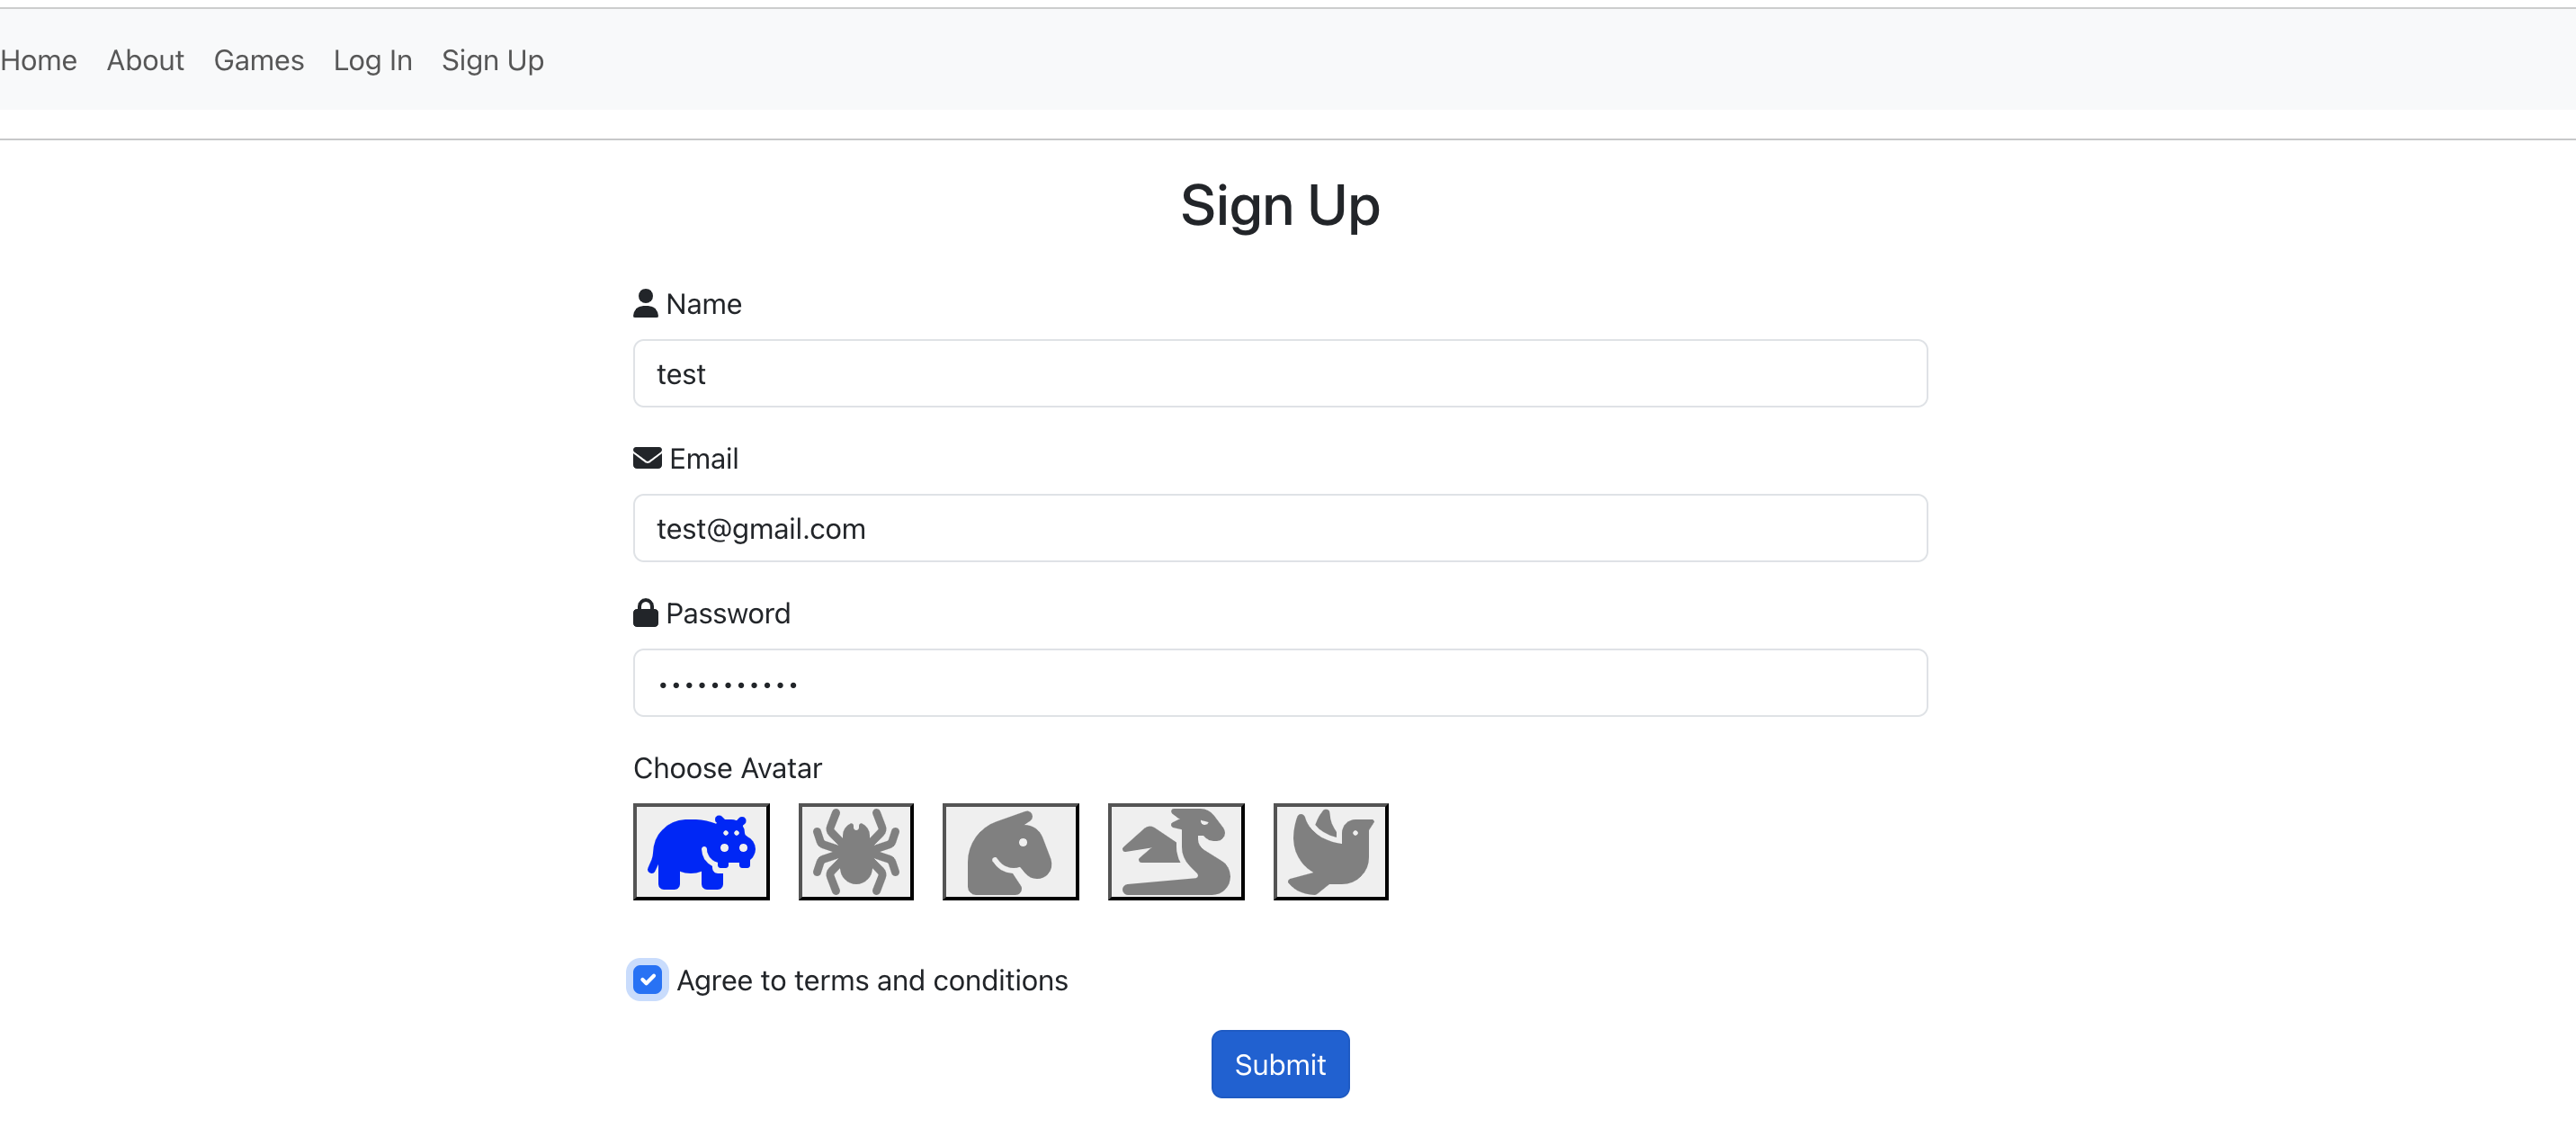 Home About Games Log In Sign Up
Sign Up
Name
test
Email
test@gmail.com
Password
•••••••••••
Choose Avatar
Agree to terms and conditions
Submit